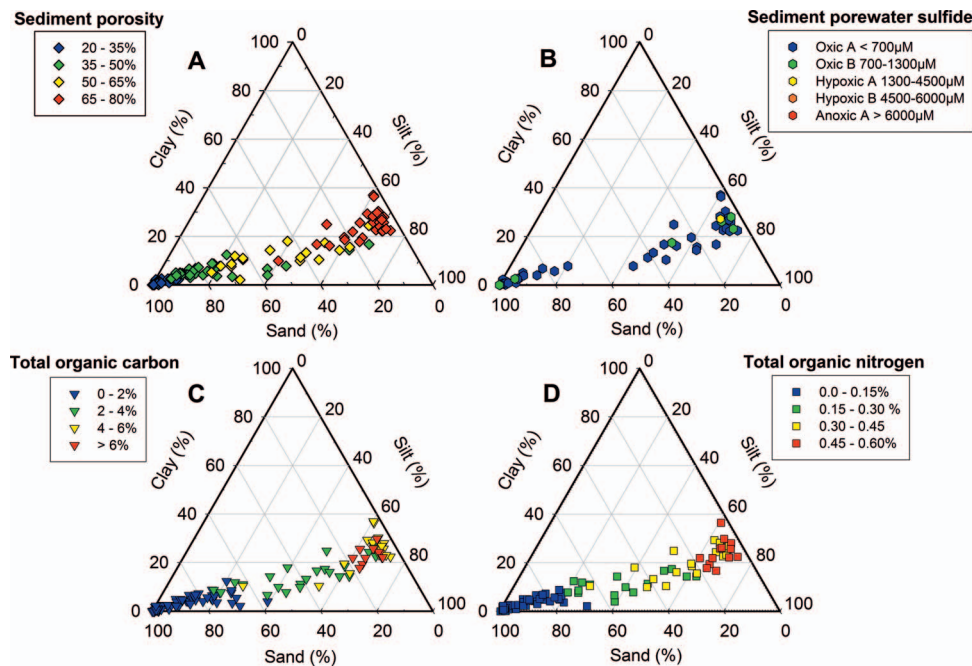 Sediment porosity
20 - 35%
35 - 50%
50 - 65%
65 - 80%
A
100
0
80
20
60
40
40
60
20
80
0
100
Clay (%)
Silt (%)
100
80
60
40
20
0
Sand (%)
Sediment porewater sulfide
Oxic A < 700µM
Oxic B 700-1300µM
Hypoxic A 1300-4500µM
Hypoxic B 4500-6000µM
Anoxic A > 6000µM
B
100
0
80
20
60
40
40
60
20
80
0
100
Clay (%)
Silt (%)
100
80
60
40
20
0
Sand (%)
Total organic carbon
0 - 2%
2 - 4%
4 - 6%
> 6%
C
100
0
80
20
60
40
40
60
20
80
0
100
Clay (%)
Silt (%)
100
80
60
40
20
0
Sand (%)
Total organic nitrogen
0.0 - 0.15%
0.15 - 0.30 %
0.30 - 0.45
0.45 - 0.60%
D
100
0
80
20
60
40
40
60
20
80
0
100
Clay (%)
Silt (%)
100
80
60
40
20
0
Sand (%)